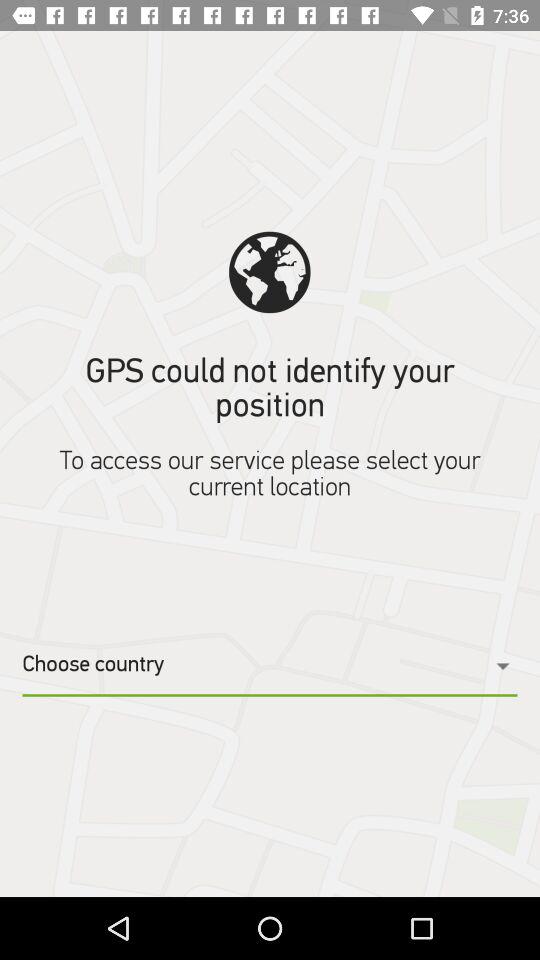 7:36
GPS could not identify your
position
To access our service please select your
current location
Choose country